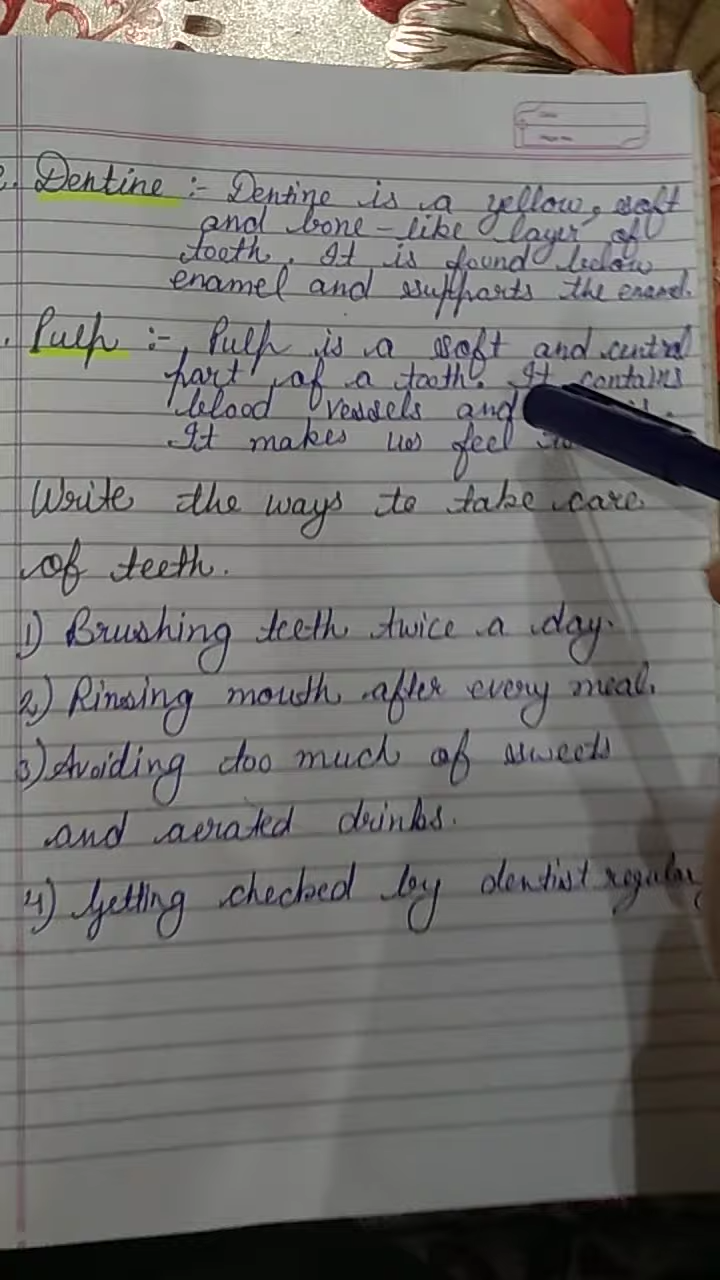 2. Dentine :- Dentine is a yellow, soft
and bone-like layer of
tooth. It is found below
enamel and supports the enamel.
. Pulp :- Pulp is a soft and central
part of a tooth. It contains
blood vessels and
It makes us feel
Write the ways to take care
of teeth.
1) Brushing teeth twice a day.
2) Rinsing mouth after every meal.
3) Avoiding too much of sweets
and aerated drinks.
4) Getting checked by dentist regular